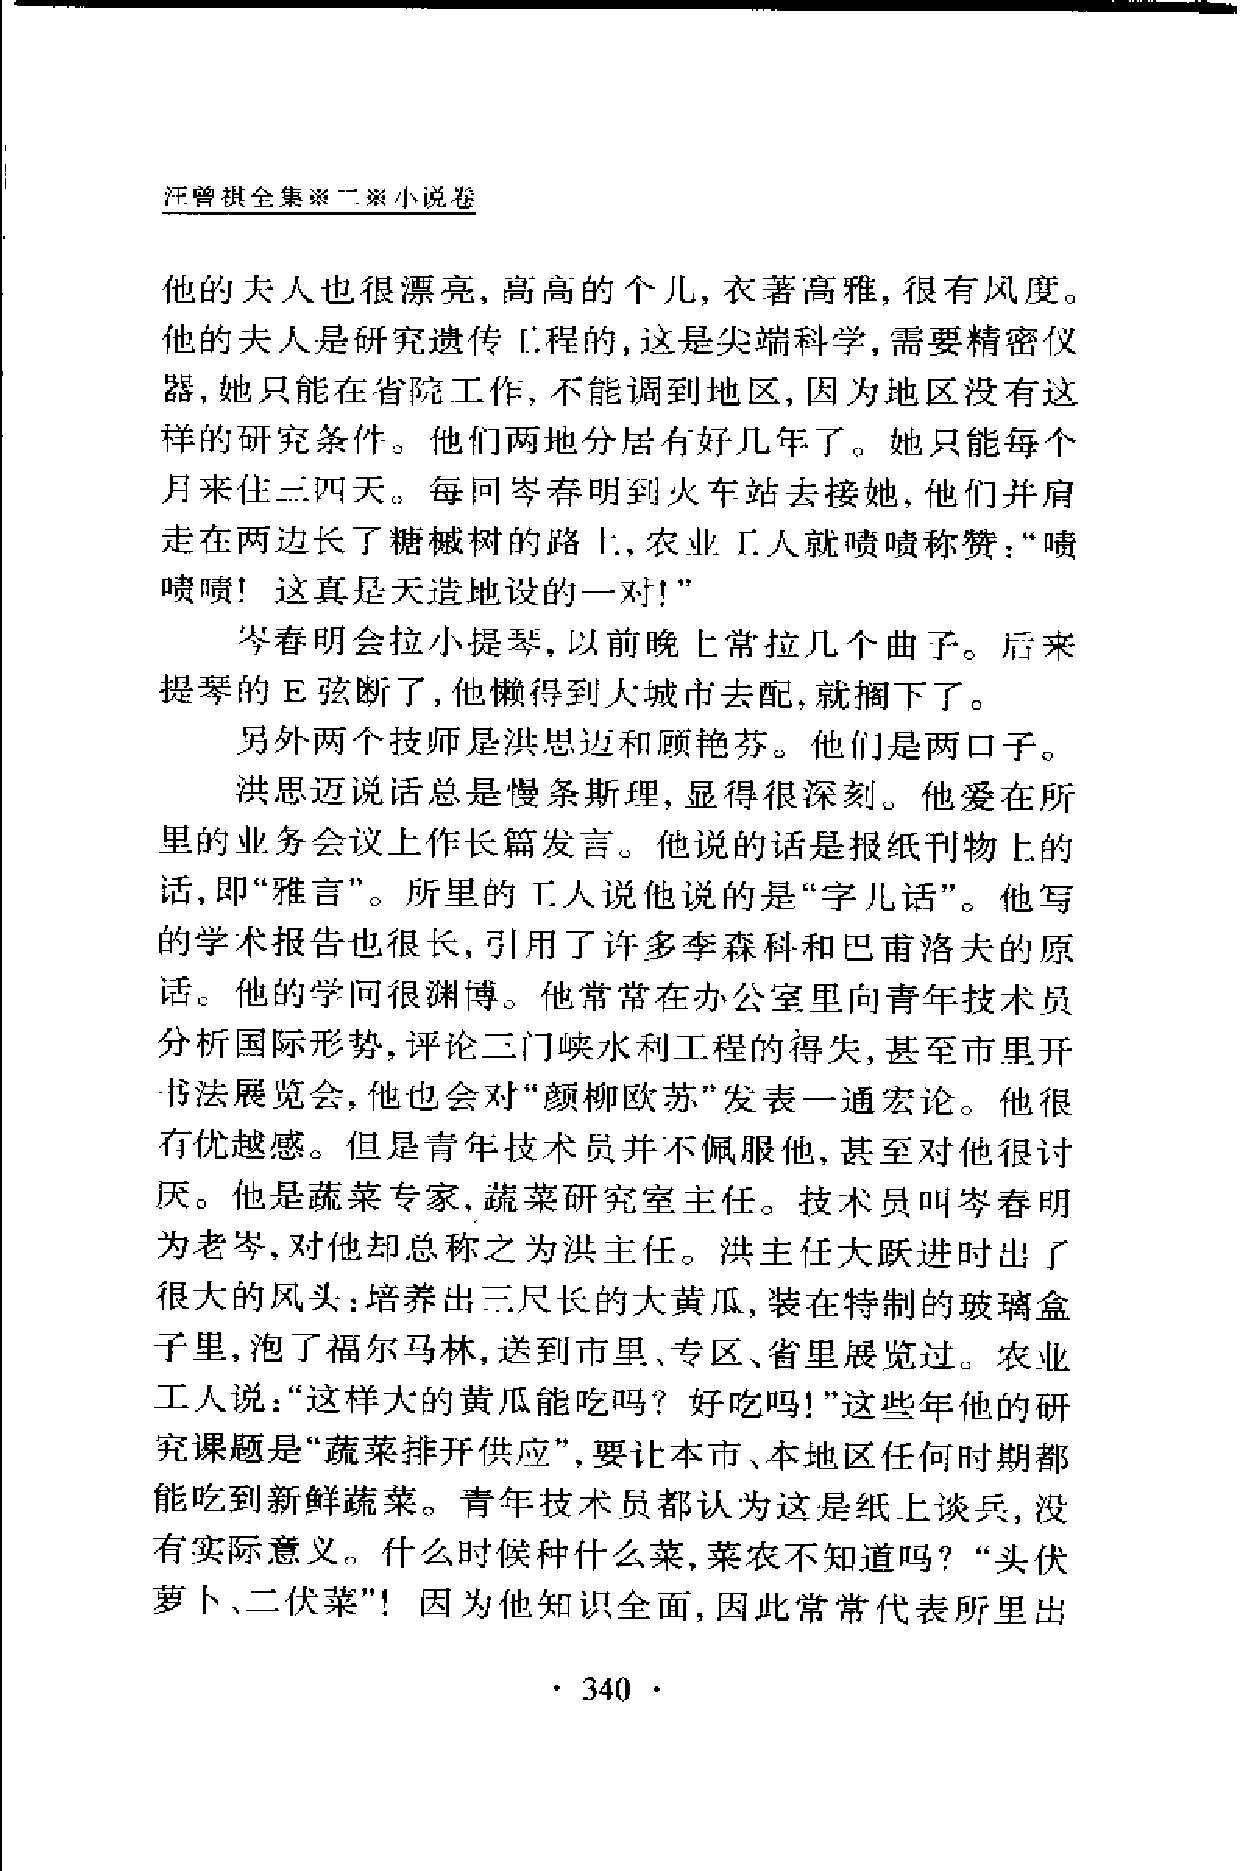 汪曾祺全集※二※小说卷
他的夫人也很漂亮,高高的个儿,衣著高雅,很有风度。
他的夫人是研究遗传工程的,这是尖端科学,需要精密仪
器,她只能在省院工作,不能调到地区,因为地区没有这
样的研究条件。他们两地分居有好几年了。她只能每个
月来住三四天。每回岑春明到火车站去接她,他们并肩
走在两边长了糖槭树的路上,农业工人就啧啧称赞:“啧
啧啧! 这真是天造地设的一对!”
岑春明会拉小提琴,以前晚上常拉几个曲子。后来
提琴的E弦断了,他懒得到大城市去配,就搁下了。
另外两个技师是洪思迈和顾艳芬。他们是两口子。
洪思迈说话总是慢条斯理,显得很深刻。他爱在所
里的业务会议上作长篇发言。他说的话是报纸刊物上的
话,即“雅言”。所里的工人说他说的是“字儿话”。他写
的学术报告也很长,引用了许多李森科和巴甫洛夫的原
话。他的学问很渊博。他常常在办公室里向青年技术员
分析国际形势,评论三门峡水利工程的得失,甚至市里开
书法展览会,他也会对“颜柳欧苏”发表一通宏论。他很
有优越感。但是青年技术员并不佩服他,甚至对他很讨
厌。他是蔬菜专家,蔬菜研究室主任。技术员叫岑春明
为老岑,对他却总称之为洪主任。洪主任大跃进时出了
很大的风头:培养出三尺长的大黄瓜,装在特制的玻璃盒
子里,泡了福尔马林,送到市里、专区、省里展览过。农业
工人说:“这样大的黄瓜能吃吗? 好吃吗!”这些年他的研
究课题是“蔬菜排开供应”,要让本市、本地区任何时期都
能吃到新鲜蔬菜。青年技术员都认为这是纸上谈兵,没
有实际意义。什么时候种什么菜,菜农不知道吗? “头伏
萝卜、二伏菜”! 因为他知识全面,因此常常代表所里出
· 340 ·